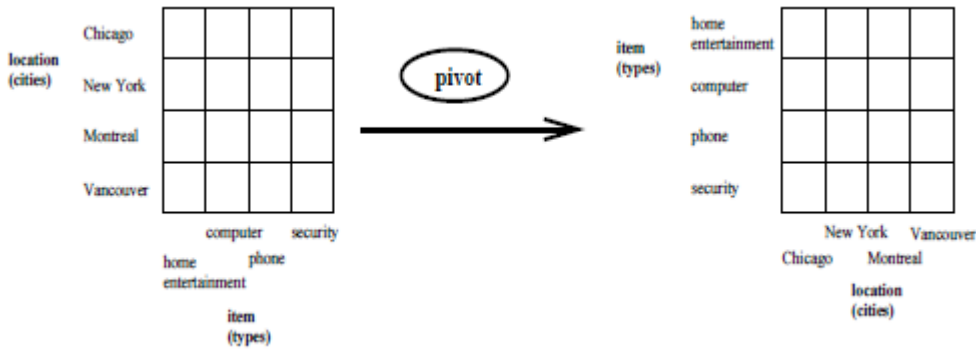 location
(cities)
Chicago
New York
Montreal
Vancouver
computer
security
home
entertainment
phone
item
(types)
pivot
item
(types)
home
entertainment
computer
phone
security
New York
Vancouver
Chicago
Montreal
location
(cities)